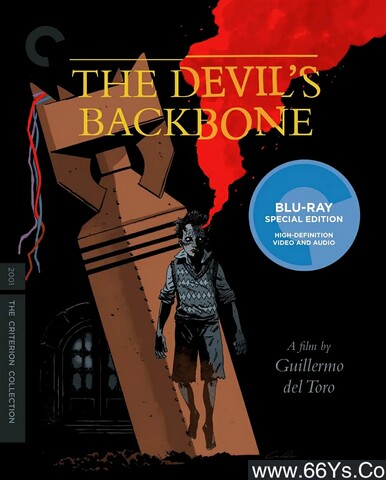 THE DEVIL'S
BACKBONE
BLU-RAY
SPECIAL EDITION
HIGH-DEFINITION
VIDEO AND AUDIO
2001
THE CRITERION COLLECTION
A film by
Guillermo
del Toro
www.66Ys.Co